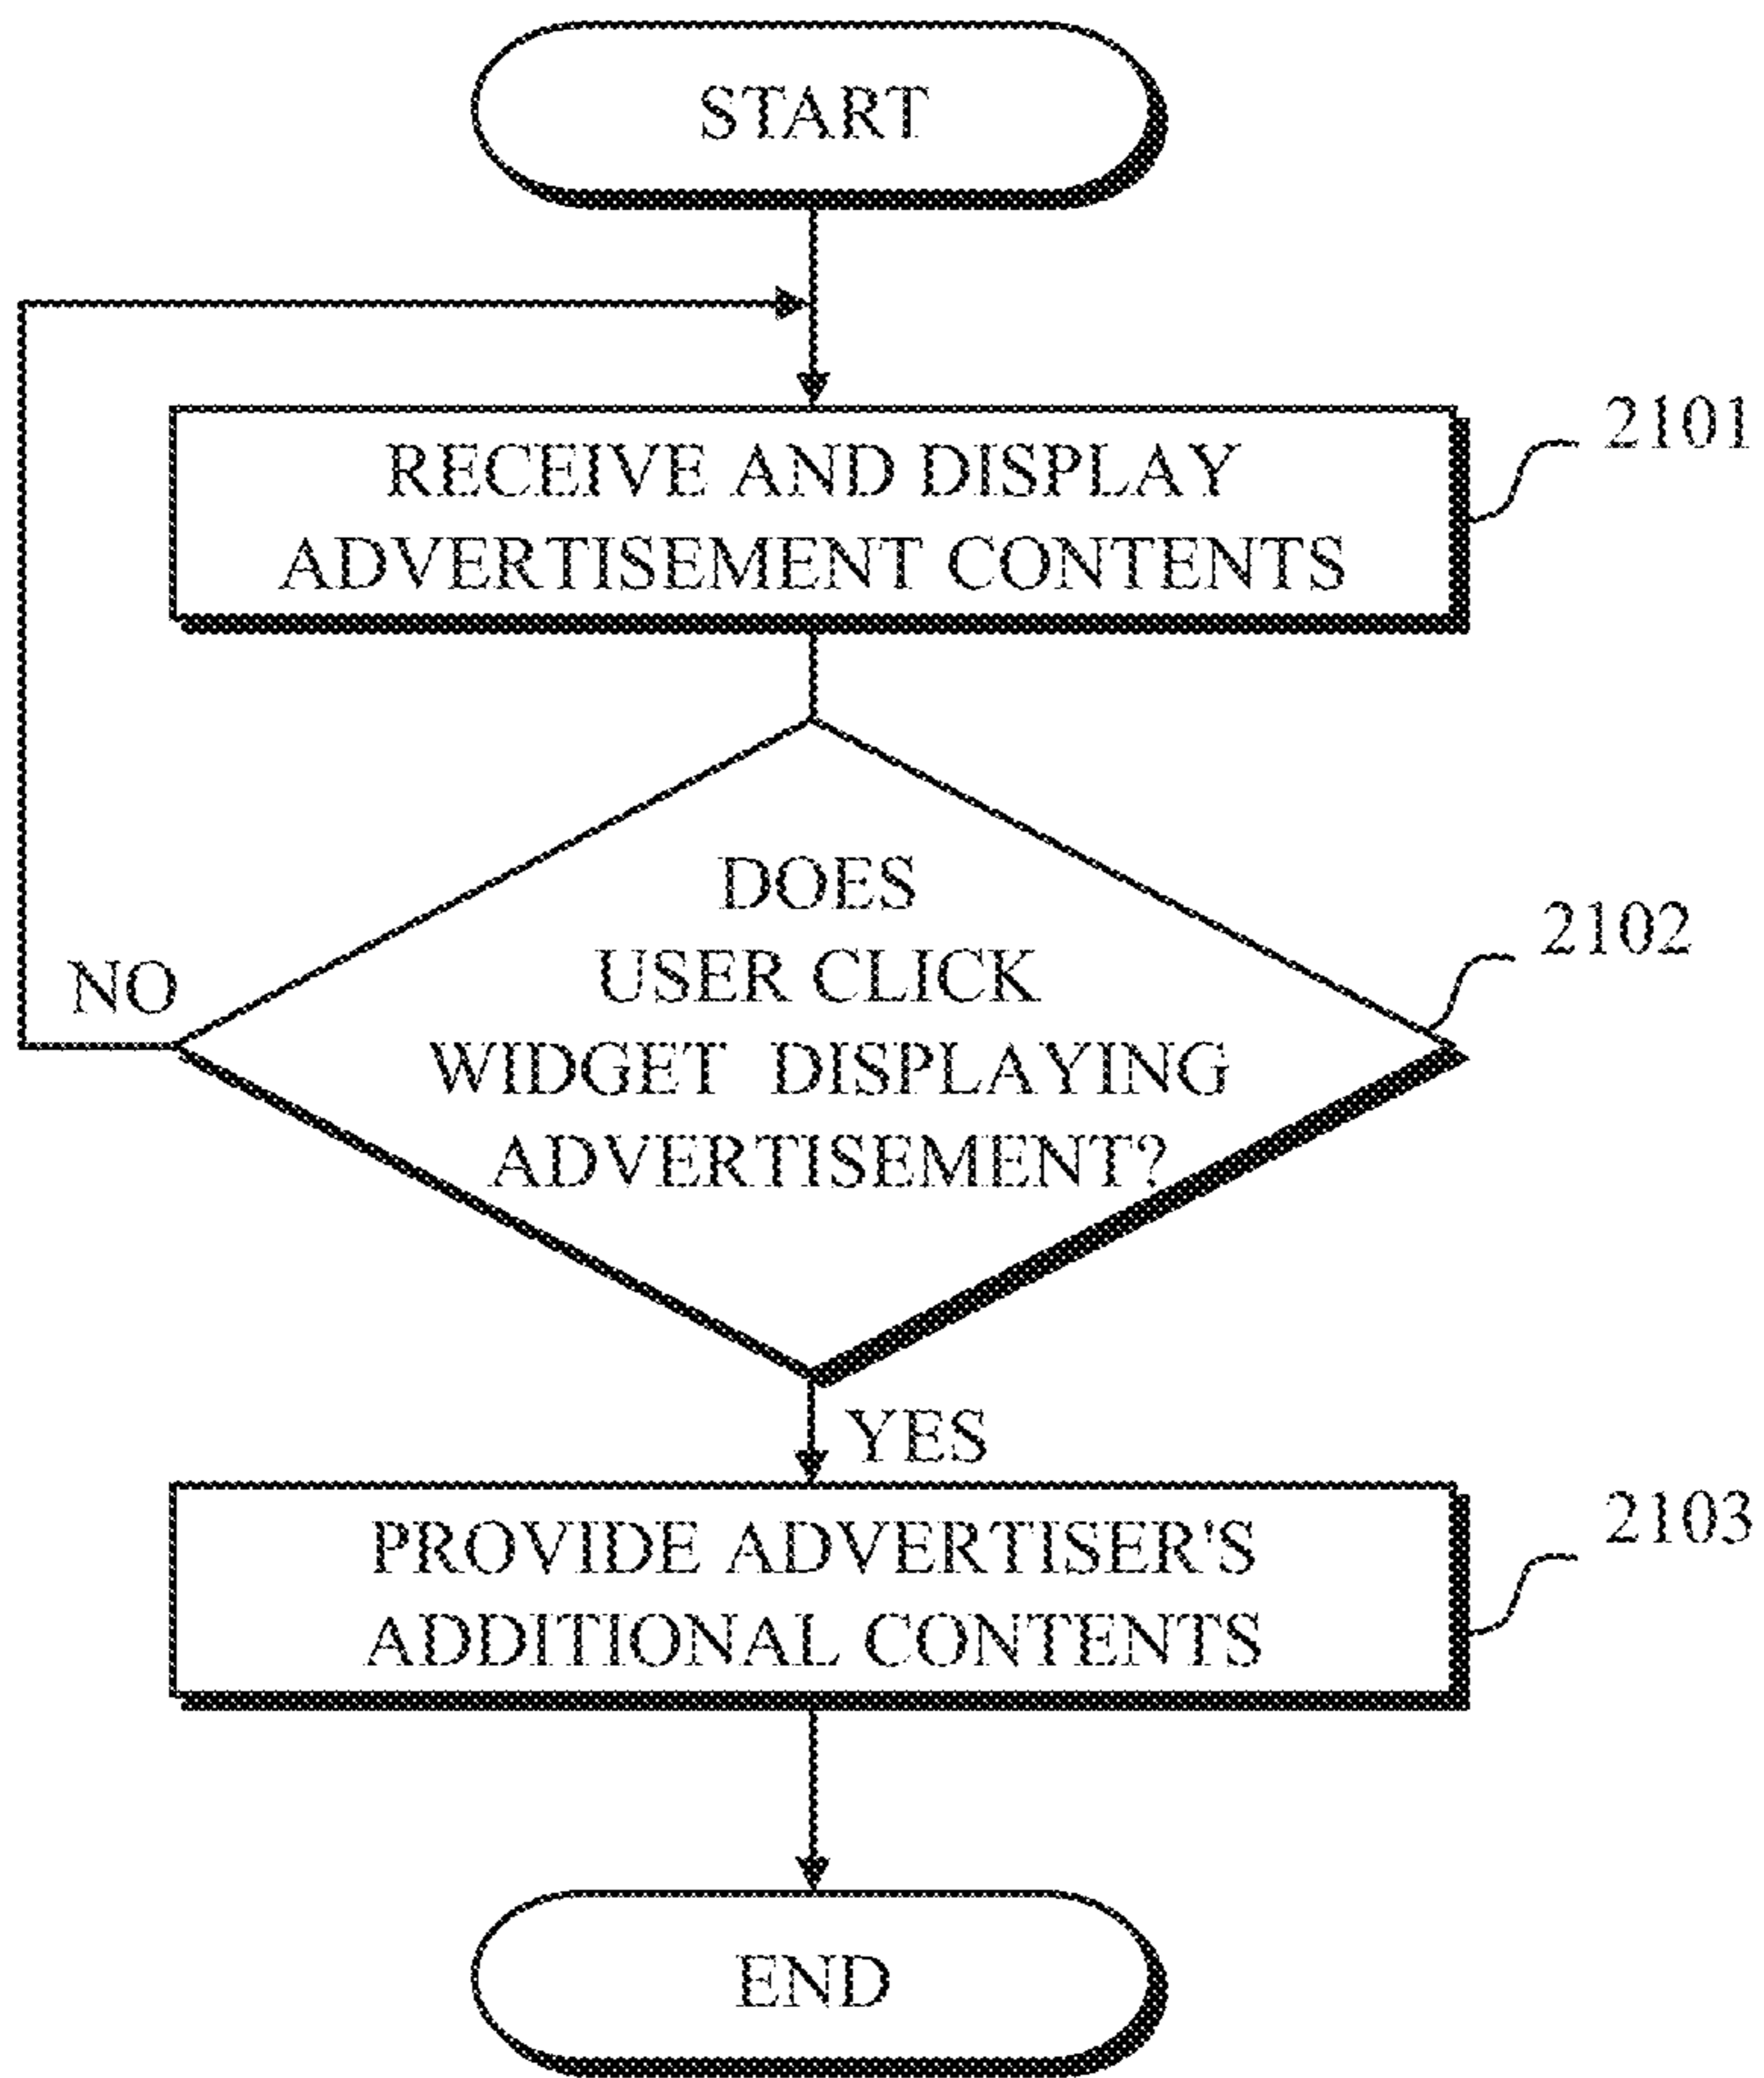 START
RECEIVE AND DISPLAY
ADVERTISEMENT CONTENTS
2101
DOES
USER CLICK
WIDGET DISPLAYING
ADVERTISEMENT?
2102
NO
YES
PROVIDE ADVERTISER'S
ADDITIONAL CONTENTS
2103
END